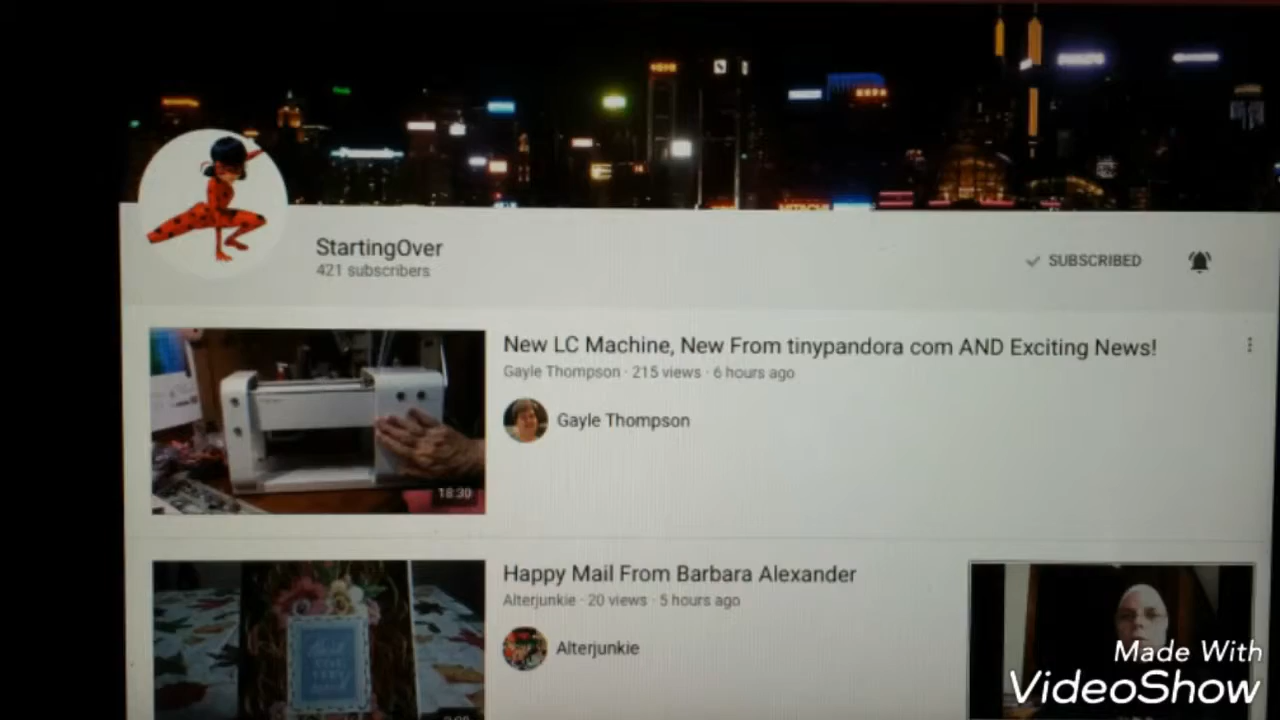 StartingOver
421 subscribers
SUBSCRIBED
New LC Machine, New From tinypandora com AND Exciting News!
Gayle Thompson · 215 views · 6 hours ago
Gayle Thompson
18:30
Happy Mail From Barbara Alexander
Alterjunkie · 20 views · 5 hours ago
Alterjunkie
Made With
VideoShow